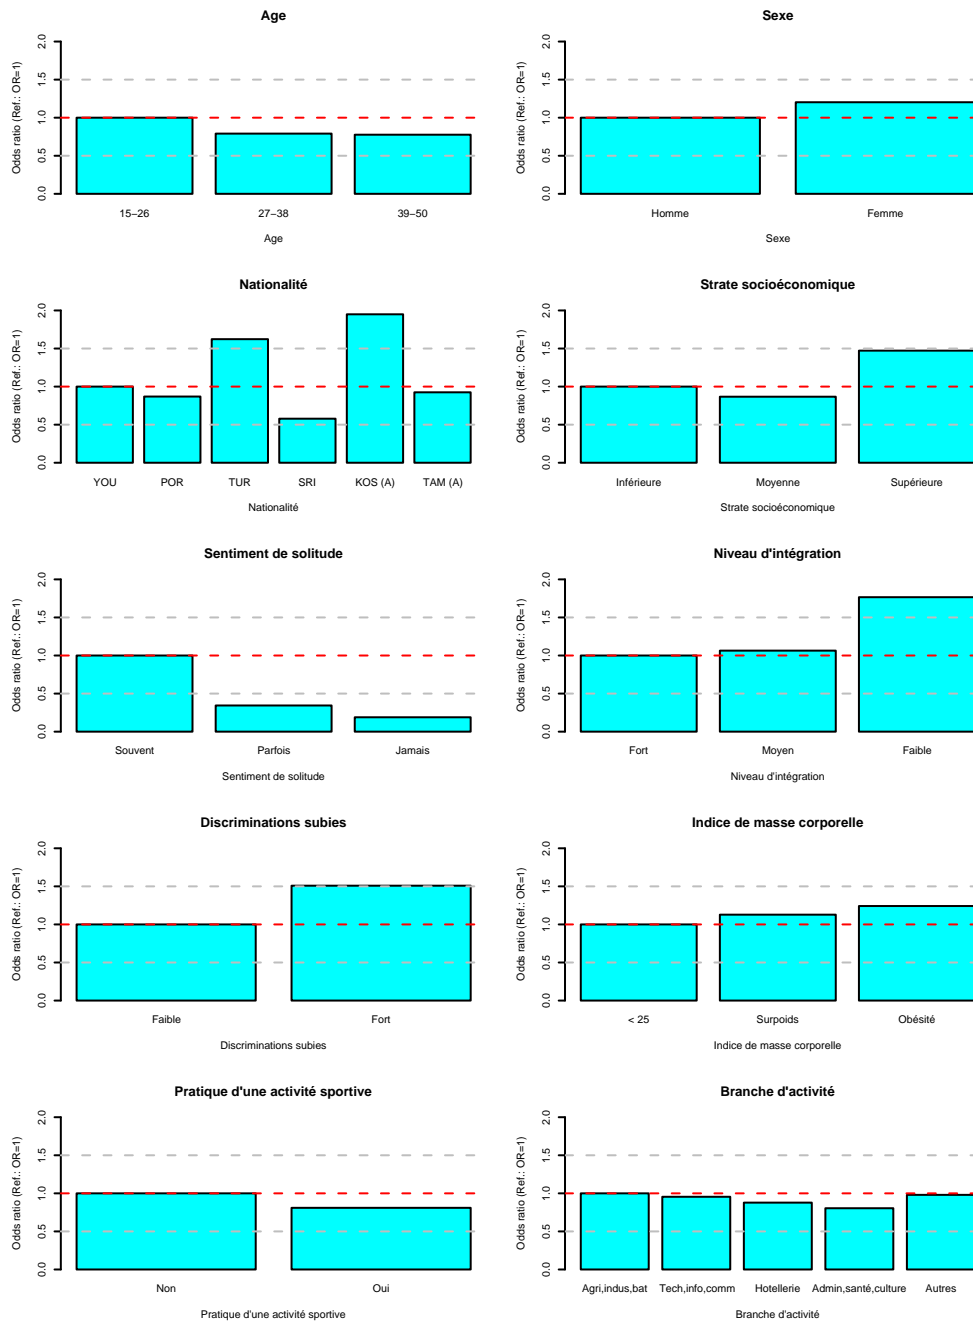 Age
Odds ratio (Ref.: OR=1)
0.0 0.5 1.0 1.5 2.0
15−26 27−38 39−50
Age
Sexe
Odds ratio (Ref.: OR=1)
0.0 0.5 1.0 1.5 2.0
Homme Femme
Sexe
Nationalité
Odds ratio (Ref.: OR=1)
0.0 0.5 1.0 1.5 2.0
YOU POR TUR SRI KOS (A) TAM (A)
Nationalité
Strate socioéconomique
Odds ratio (Ref.: OR=1)
0.0 0.5 1.0 1.5 2.0
Inférieure Moyenne Supérieure
Strate socioéconomique
Sentiment de solitude
Odds ratio (Ref.: OR=1)
0.0 0.5 1.0 1.5 2.0
Souvent Parfois Jamais
Sentiment de solitude
Niveau d'intégration
Odds ratio (Ref.: OR=1)
0.0 0.5 1.0 1.5 2.0
Fort Moyen Faible
Niveau d'intégration
Discriminations subies
Odds ratio (Ref.: OR=1)
0.0 0.5 1.0 1.5 2.0
Faible Fort
Discriminations subies
Indice de masse corporelle
Odds ratio (Ref.: OR=1)
0.0 0.5 1.0 1.5 2.0
< 25 Surpoids Obésité
Indice de masse corporelle
Pratique d'une activité sportive
Odds ratio (Ref.: OR=1)
0.0 0.5 1.0 1.5 2.0
Non Oui
Pratique d'une activité sportive
Branche d'activité
Odds ratio (Ref.: OR=1)
0.0 0.5 1.0 1.5 2.0
Agri,indus,bat Tech,info,comm Hotellerie Admin,santé,culture Autres
Branche d'activité